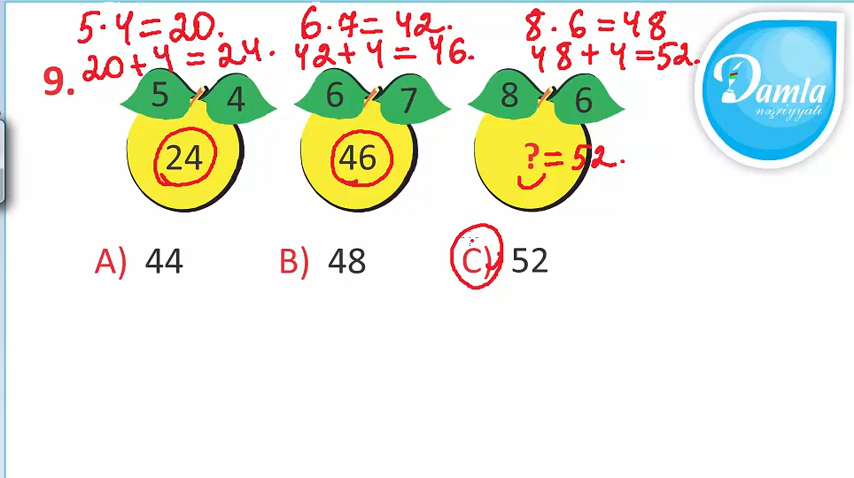 5·4=20. 6·7=42. 8·6=48
20+4=24. 42+4=46. 48+4=52.
9. 5 4 6 7 8 6
Damla
nəşriyyatı
24 46 ?=52.
A) 44 B) 48 C) 52